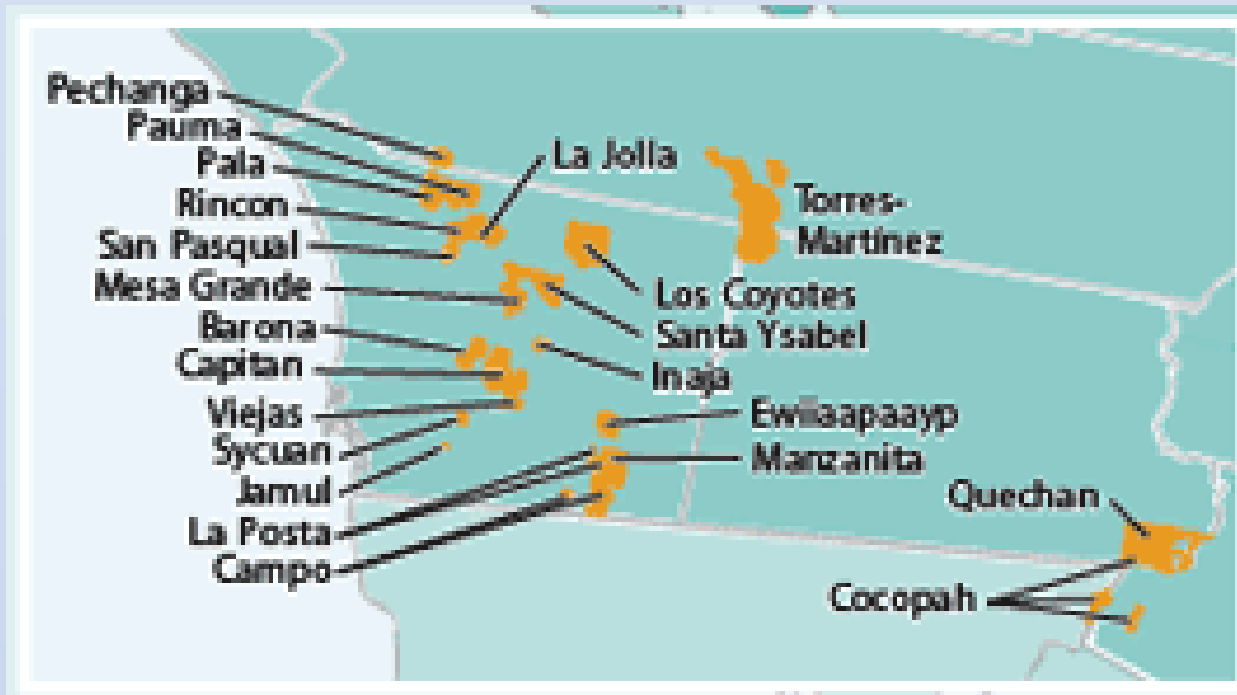 Pechanga
Pauma
Pala
Rincon
San Pasqual
Mesa Grande
Barona
Capitan
Viejas
Sycuan
Jamul
La Posta
Campo
La Jolla
Torres-
Martinez
Los Coyotes
Santa Ysabel
Inaja
Ewiiaapaayp
Manzanita
Quechan
Cocopah